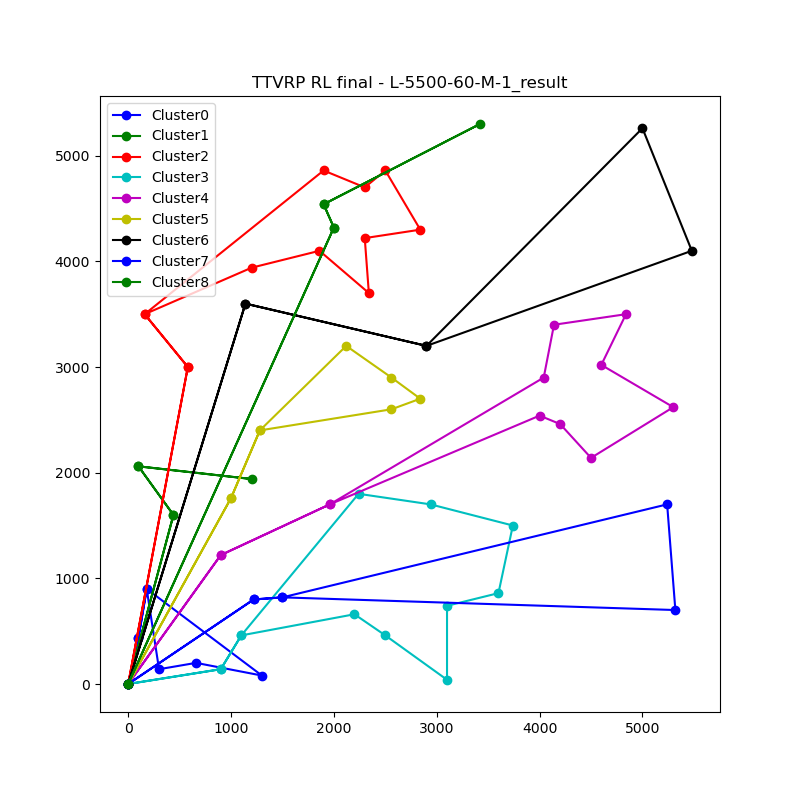 TTVRP RL final - L-5500-60-M-1_result
Cluster0
Cluster1
Cluster2
Cluster3
Cluster4
Cluster5
Cluster6
Cluster7
Cluster8
5000
4000
3000
2000
1000
0
0 1000 2000 3000 4000 5000